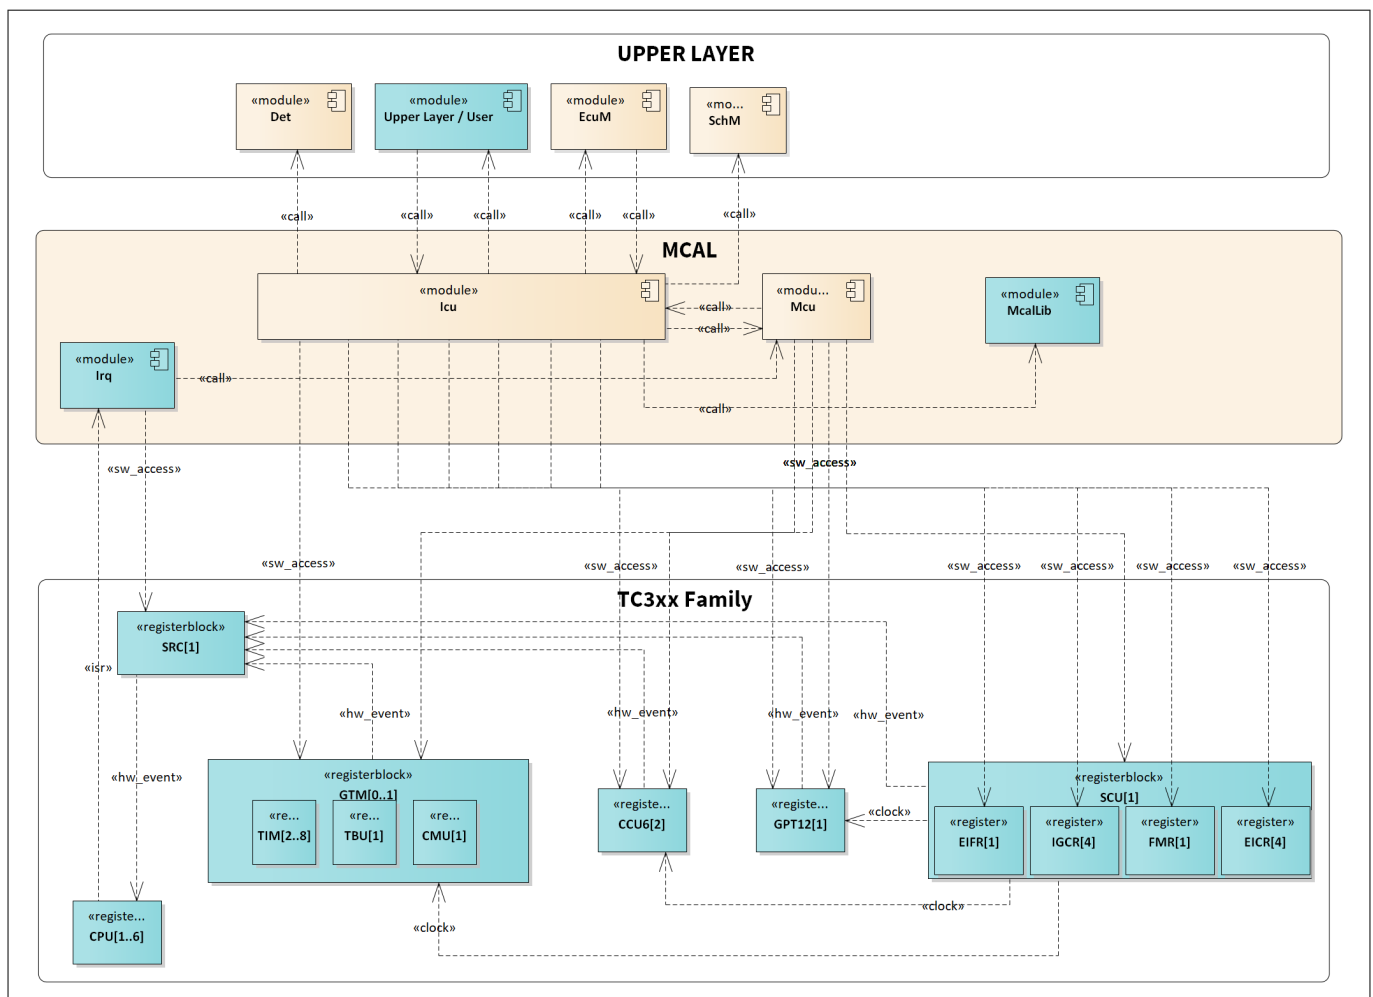 UPPER LAYER
«module»
Det
«module»
Upper Layer / User
«module»
EcuM
«mo...
SchM
«call»
«call»
«call»
«call»
«call»
«call»
MCAL
«module»
Icu
«modu...
Mcu
«module»
McalLib
«call»
«call»
«module»
Irq
«call»
«call»
«sw_access»
«sw_access»
«sw_access»
«sw_access»
«sw_access»
«sw_access»
«sw_access»
«sw_access»
«sw_access»
TC3xx Family
«registerblock»
SRC[1]
«isr»
«hw_event»
«hw_event»
«hw_event»
«hw_event»
«hw_event»
«registerblock»
GTM[0..1]
«re...
TIM[2..8]
«re...
TBU[1]
«re...
CMU[1]
«registe...
CCU6[2]
«registe...
GPT12[1]
«clock»
«registerblock»
SCU[1]
«register»
EIFR[1]
«register»
IGCR[4]
«register»
FMR[1]
«register»
EICR[4]
«clock»
«clock»
«registe...
CPU[1..6]